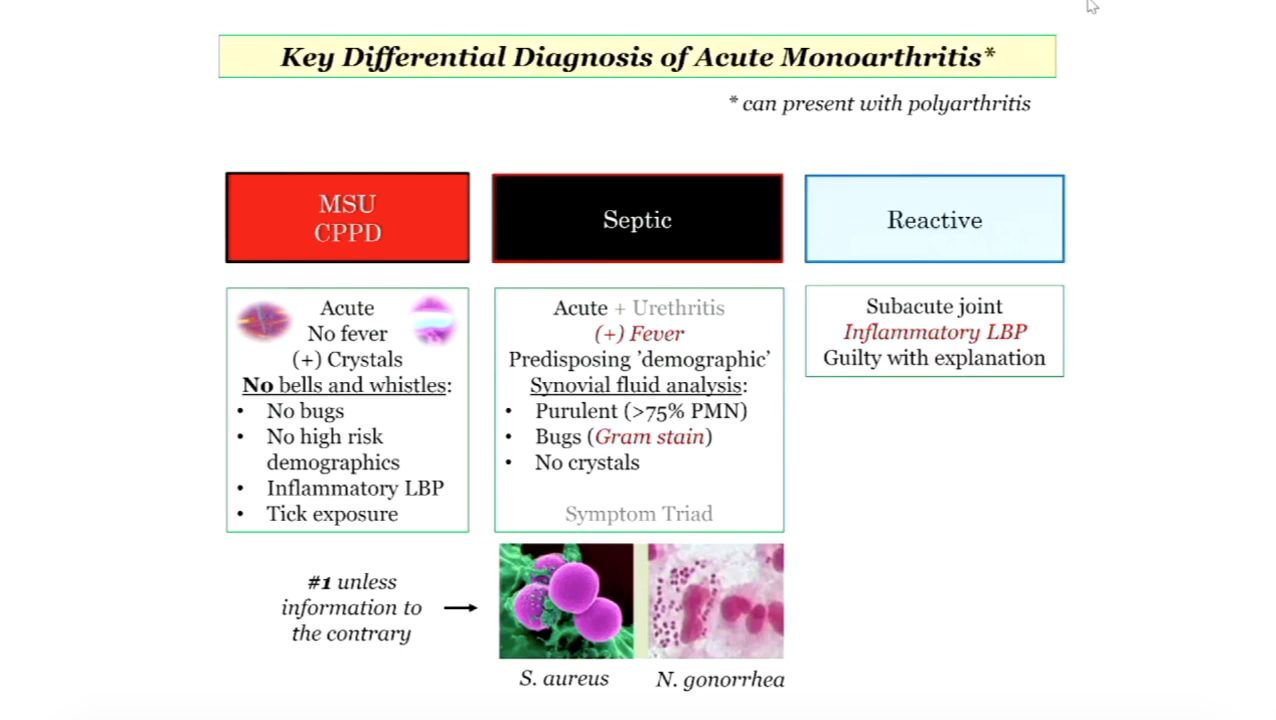 Key Differential Diagnosis of Acute Monoarthritis*
* can present with polyarthritis
MSU
CPPD
Septic
Reactive
Acute
No fever
(+) Crystals
No bells and whistles:
• No bugs
• No high risk
demographics
• Inflammatory LBP
• Tick exposure
Acute + Urethritis
(+) Fever
Predisposing 'demographic'
Synovial fluid analysis:
• Purulent (>75% PMN)
• Bugs (Gram stain)
• No crystals
Symptom Triad
Subacute joint
Inflammatory LBP
Guilty with explanation
#1 unless
information to
the contrary
S. aureus
N. gonorrhea